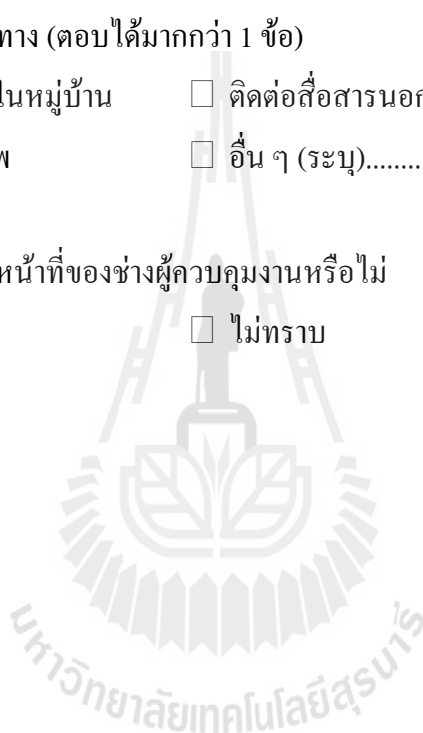 ทาง (ตอบได้มากกว่า 1 ข้อ)
ในหมู่บ้าน □ ติดต่อสื่อสารนอก
พ □ อื่น ๆ (ระบุ)........
หน้าที่ของช่างผู้ควบคุมงานหรือไม่
□ ไม่ทราบ
มหาวิทยาลัยเทคโนโลยีสุรนารี